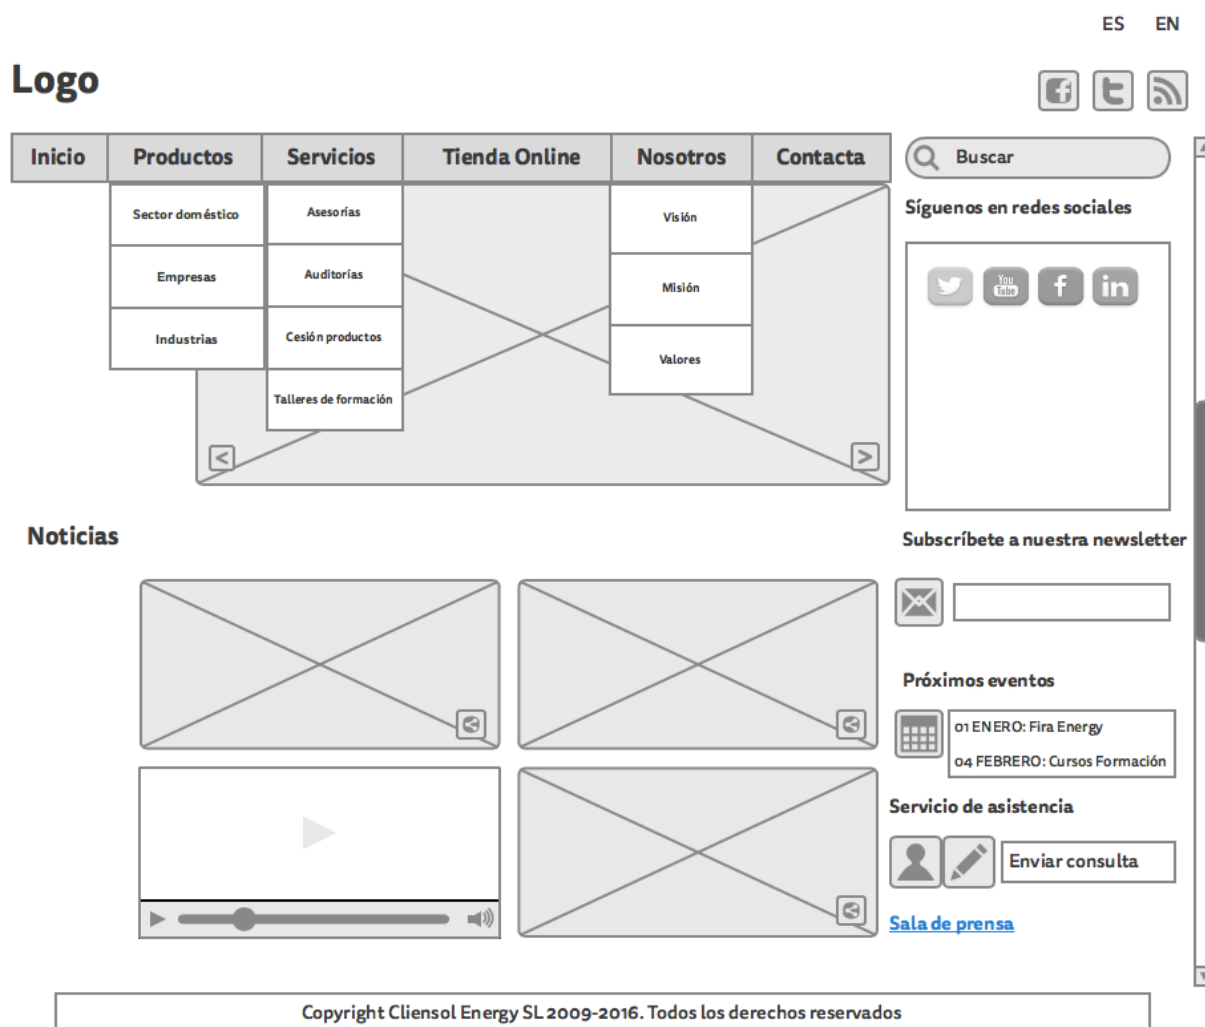 ES EN
Logo
Inicio Productos Servicios Tienda Online Nosotros Contacta
Buscar
Sector doméstico
Empresas
Industrias
Asesorías
Auditorías
Cesión productos
Talleres de formación
Visión
Misión
Valores
<
>
Síguenos en redes sociales
You
Tube
in
Noticias
Subscríbete a nuestra newsletter
Próximos eventos
01 ENERO: Fira Energy
04 FEBRERO: Cursos Formación
Servicio de asistencia
Enviar consulta
Sala de prensa
Copyright Cliensol Energy SL 2009-2016. Todos los derechos reservados